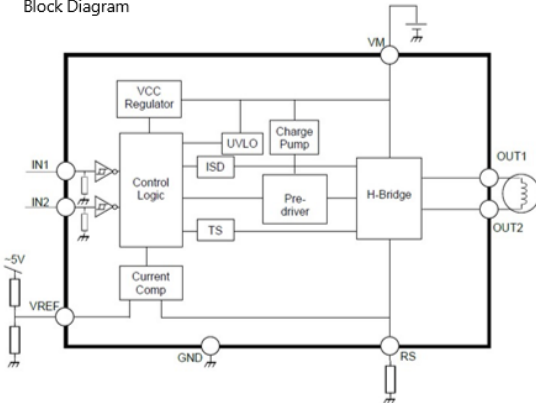 Block Diagram
VM
VCC
Regulator
UVLO
Charge
Pump
IN1
ISD
OUT1
Control
Logic
Pre-
driver
H-Bridge
IN2
TS
OUT2
~5V
Current
Comp
VREF
GND
RS